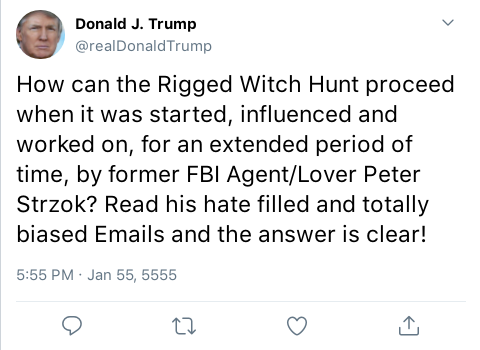 Donald J. Trump
@realDonaldTrump
How can the Rigged Witch Hunt proceed
when it was started, influenced and
worked on, for an extended period of
time, by former FBI Agent/Lover Peter
Strzok? Read his hate filled and totally
biased Emails and the answer is clear!
5:55 PM · Jan 55, 5555